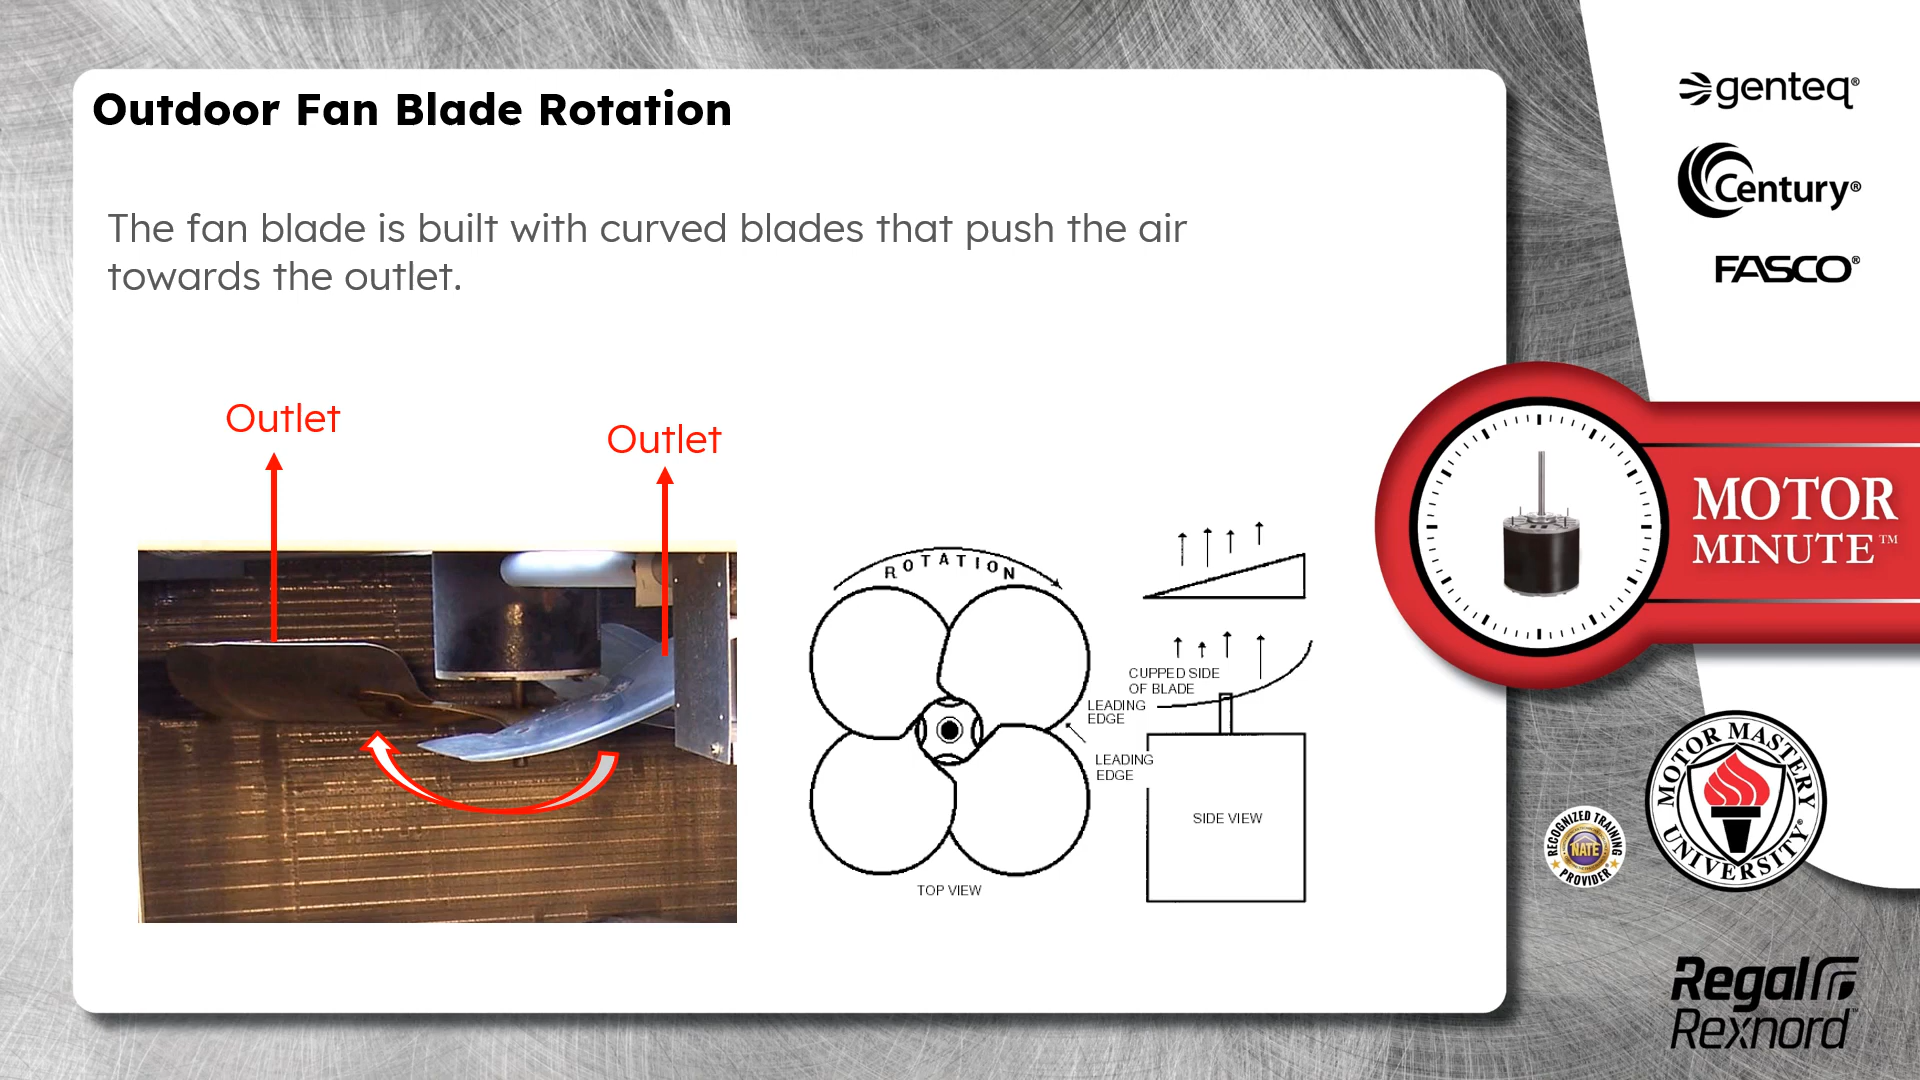 Outdoor Fan Blade Rotation
The fan blade is built with curved blades that push the air
towards the outlet.
Outlet
Outlet
ROTATION
CUPPED SIDE
OF BLADE
LEADING
EDGE
LEADING
EDGE
SIDE VIEW
TOP VIEW
genteq®
Century®
FASCO®
MOTOR
MINUTE™
MOTOR MASTERY
UNIVERSITY®
RECOGNIZED TRAINING
NATE
PROVIDER
Regal
Rexnord™